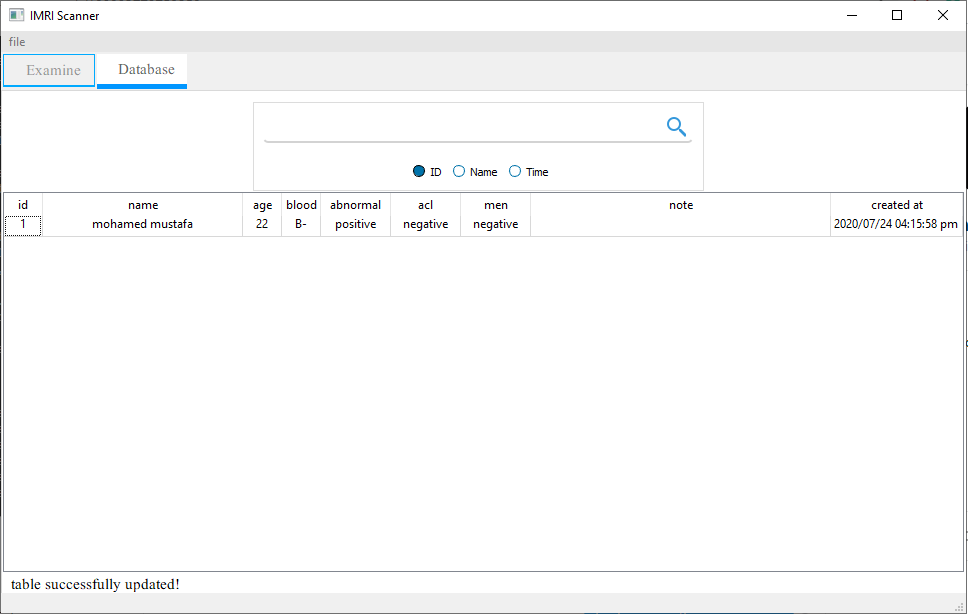 IMRI Scanner
file
Examine Database
ID Name Time
id name age blood abnormal acl men note created at
1 mohamed mustafa 22 B- positive negative negative 2020/07/24 04:15:58 pm
table successfully updated!